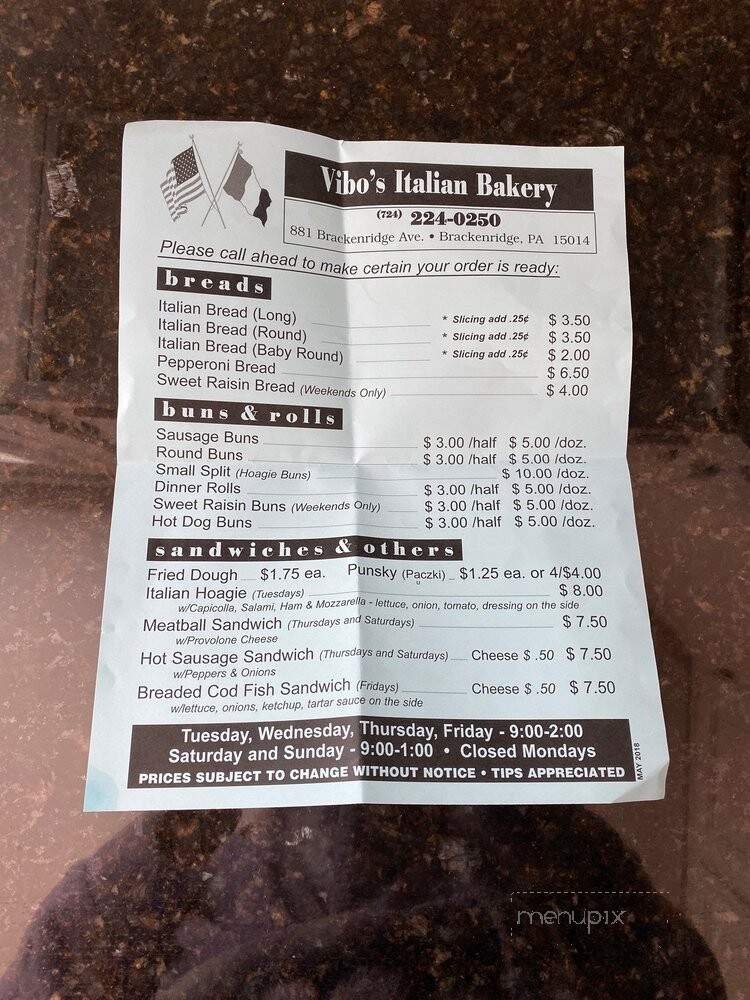 Vibo's Italian Bakery
(724) 224-0250
881 Brackenridge Ave. • Brackenridge, PA 15014
Please call ahead to make certain your order is ready:
breads
Italian Bread (Long) * Slicing add .25¢ $ 3.50
Italian Bread (Round) * Slicing add .25¢ $ 3.50
Italian Bread (Baby Round) * Slicing add .25¢ $ 2.00
Pepperoni Bread $ 6.50
Sweet Raisin Bread (Weekends Only) $ 4.00
buns & rolls
Sausage Buns $ 3.00 /half $ 5.00 /doz.
Round Buns $ 3.00 /half $ 5.00 /doz.
Small Split (Hoagie Buns) $ 10.00 /doz.
Dinner Rolls $ 3.00 /half $ 5.00 /doz.
Sweet Raisin Buns (Weekends Only) $ 3.00 /half $ 5.00 /doz.
Hot Dog Buns $ 3.00 /half $ 5.00 /doz.
sandwiches & others
Fried Dough $1.75 ea. Punsky (Paczki) $1.25 ea. or 4/$4.00
Italian Hoagie (Tuesdays) $ 8.00
w/Capicolla, Salami, Ham & Mozzarella - lettuce, onion, tomato, dressing on the side
Meatball Sandwich (Thursdays and Saturdays) $ 7.50
w/Provolone Cheese
Hot Sausage Sandwich (Thursdays and Saturdays) Cheese $ .50 $ 7.50
w/Peppers & Onions
Breaded Cod Fish Sandwich (Fridays) Cheese $ .50 $ 7.50
w/lettuce, onions, ketchup, tartar sauce on the side
Tuesday, Wednesday, Thursday, Friday - 9:00-2:00
Saturday and Sunday - 9:00-1:00 • Closed Mondays
PRICES SUBJECT TO CHANGE WITHOUT NOTICE • TIPS APPRECIATED
MAY 2018
menupix